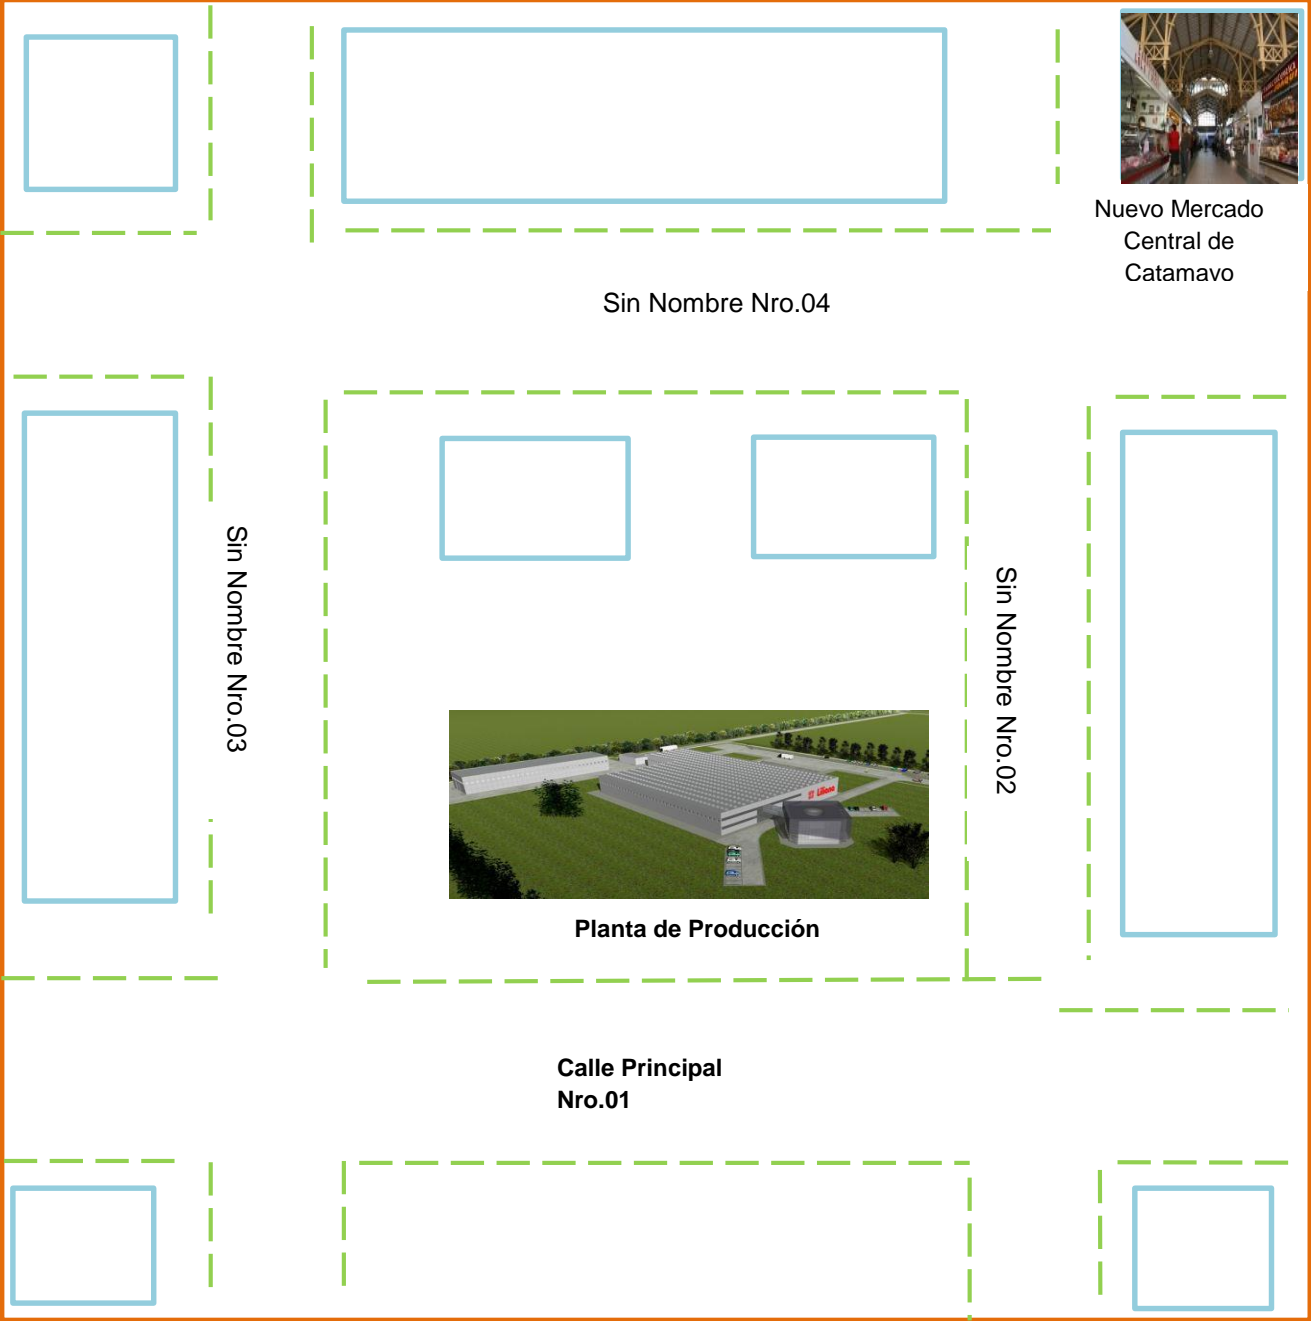 Nuevo Mercado
Central de
Catamavo
Sin Nombre Nro.04
Sin Nombre Nro.03
Sin Nombre Nro.02
Planta de Producción
Calle Principal
Nro.01